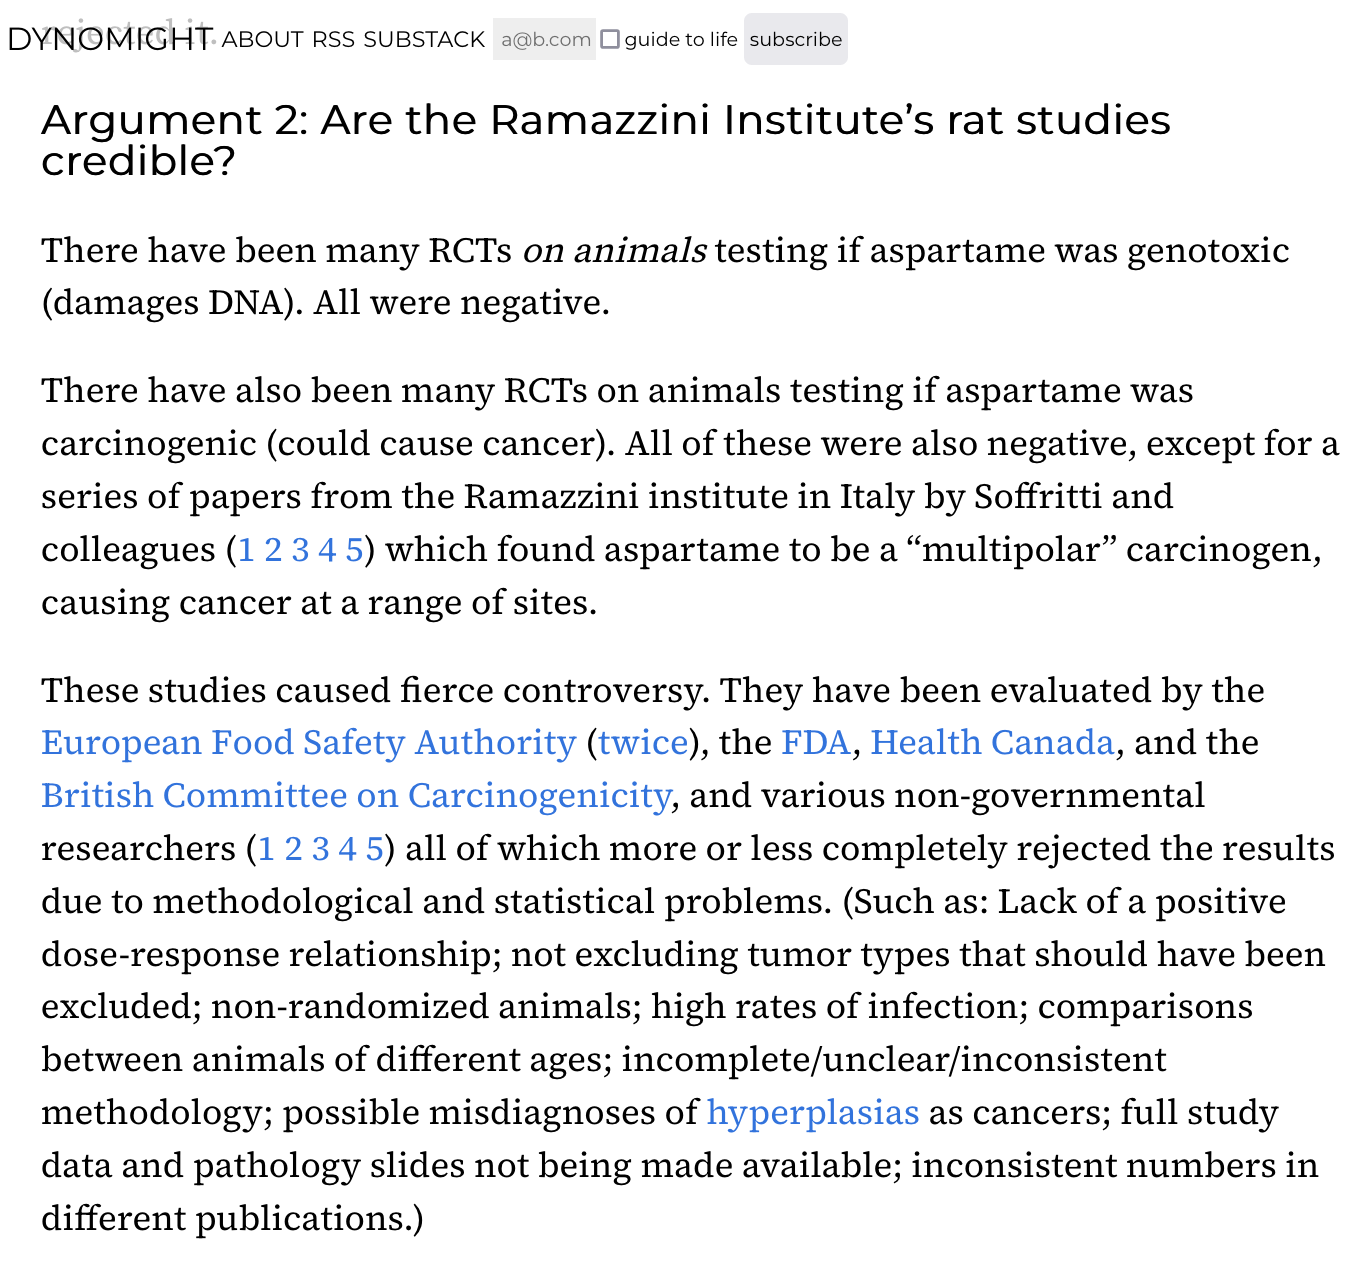 rejected it.
DYNOMIGHT ABOUT RSS SUBSTACK a@b.com guide to life subscribe
Argument 2: Are the Ramazzini Institute’s rat studies
credible?
There have been many RCTs on animals testing if aspartame was genotoxic
(damages DNA). All were negative.
There have also been many RCTs on animals testing if aspartame was
carcinogenic (could cause cancer). All of these were also negative, except for a
series of papers from the Ramazzini institute in Italy by Soffritti and
colleagues (1 2 3 4 5) which found aspartame to be a “multipolar” carcinogen,
causing cancer at a range of sites.
These studies caused fierce controversy. They have been evaluated by the
European Food Safety Authority (twice), the FDA, Health Canada, and the
British Committee on Carcinogenicity, and various non-governmental
researchers (1 2 3 4 5) all of which more or less completely rejected the results
due to methodological and statistical problems. (Such as: Lack of a positive
dose-response relationship; not excluding tumor types that should have been
excluded; non-randomized animals; high rates of infection; comparisons
between animals of different ages; incomplete/unclear/inconsistent
methodology; possible misdiagnoses of hyperplasias as cancers; full study
data and pathology slides not being made available; inconsistent numbers in
different publications.)